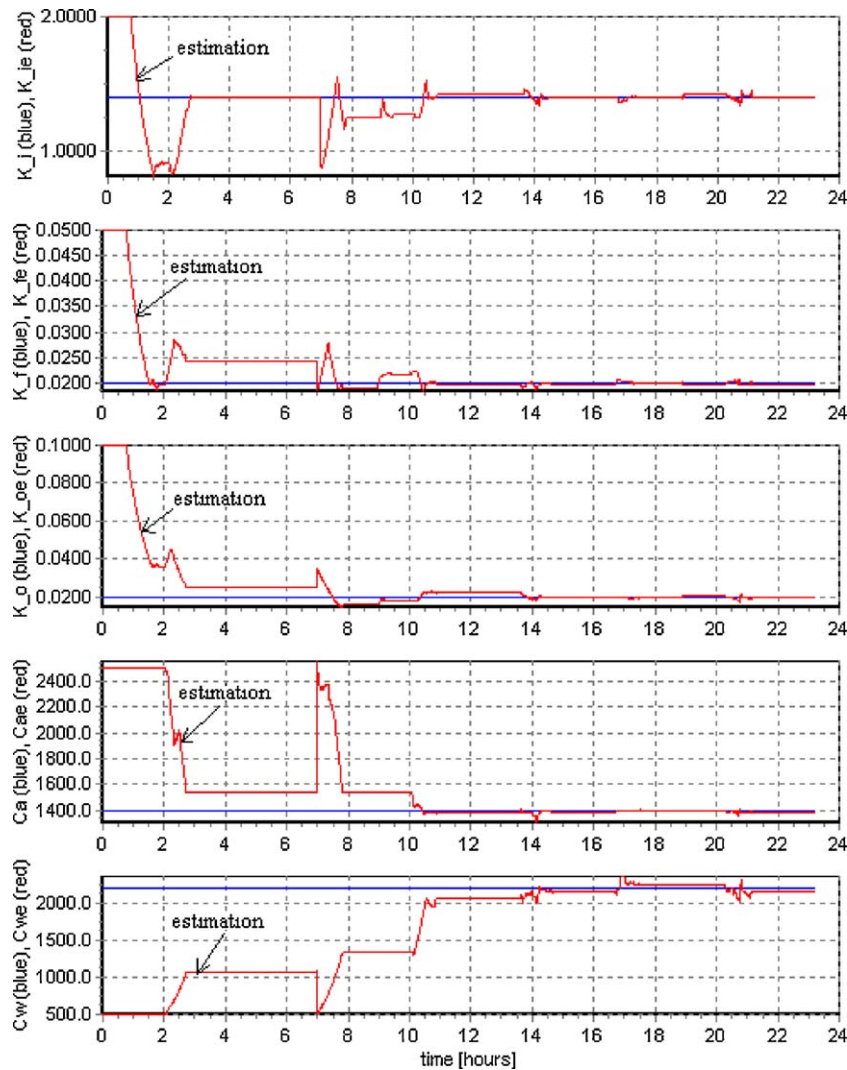 K_i (blue), K_ie (red)
2.0000
1.0000
estimation
0 2 4 6 8 10 12 14 16 18 20 22 24
K_f (blue), K_fe (red)
0.0500
0.0450
0.0400
0.0350
0.0300
0.0250
0.0200
estimation
0 2 4 6 8 10 12 14 16 18 20 22 24
K_o (blue), K_oe (red)
0.1000
0.0800
0.0600
0.0400
0.0200
estimation
0 2 4 6 8 10 12 14 16 18 20 22 24
Ca (blue), Cae (red)
2400.0
2000.0
1800.0
1600.0
1400.0
estimation
0 2 4 6 8 10 12 14 16 18 20 22 24
Cw(blue), Cwe (red)
2000.0
1500.0
1000.0
500.0
estimation
0 2 4 6 8 10 12 14 16 18 20 22 24
time [hours]